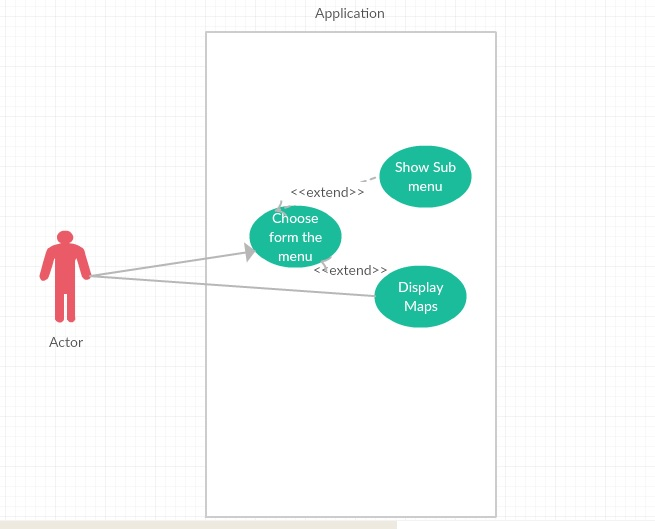 Application
Show Sub
menu
<<extend>>
Choose
form the
menu
<<extend>>
Display
Maps
Actor